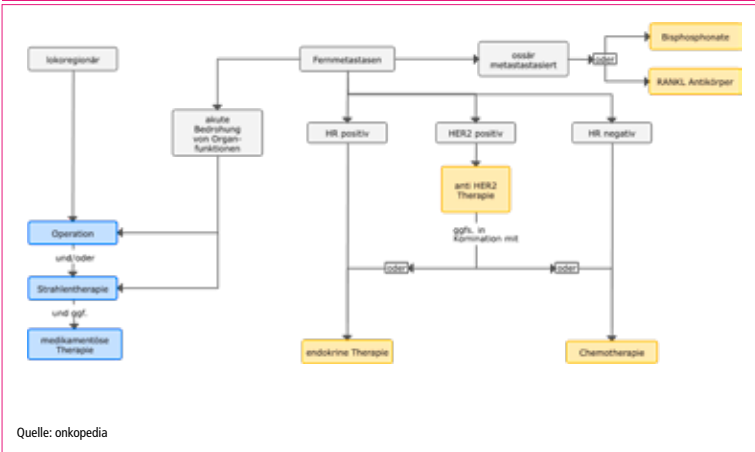 Bisphosphonate
lokoregionär
Fernmetastasen
ossär
metastastasiert
oder
RANKL Antikörper
akute
Bedrohung
von Organ-
funktionen
HR positiv
HER2 positiv
HR negativ
anti HER2
Therapie
Operation
ggfs. in
Komination mit
und/oder
oder
oder
Strahlentherapie
und ggf.
medikamentöse
Therapie
endokrine Therapie
Chemotherapie
Quelle: onkopedia